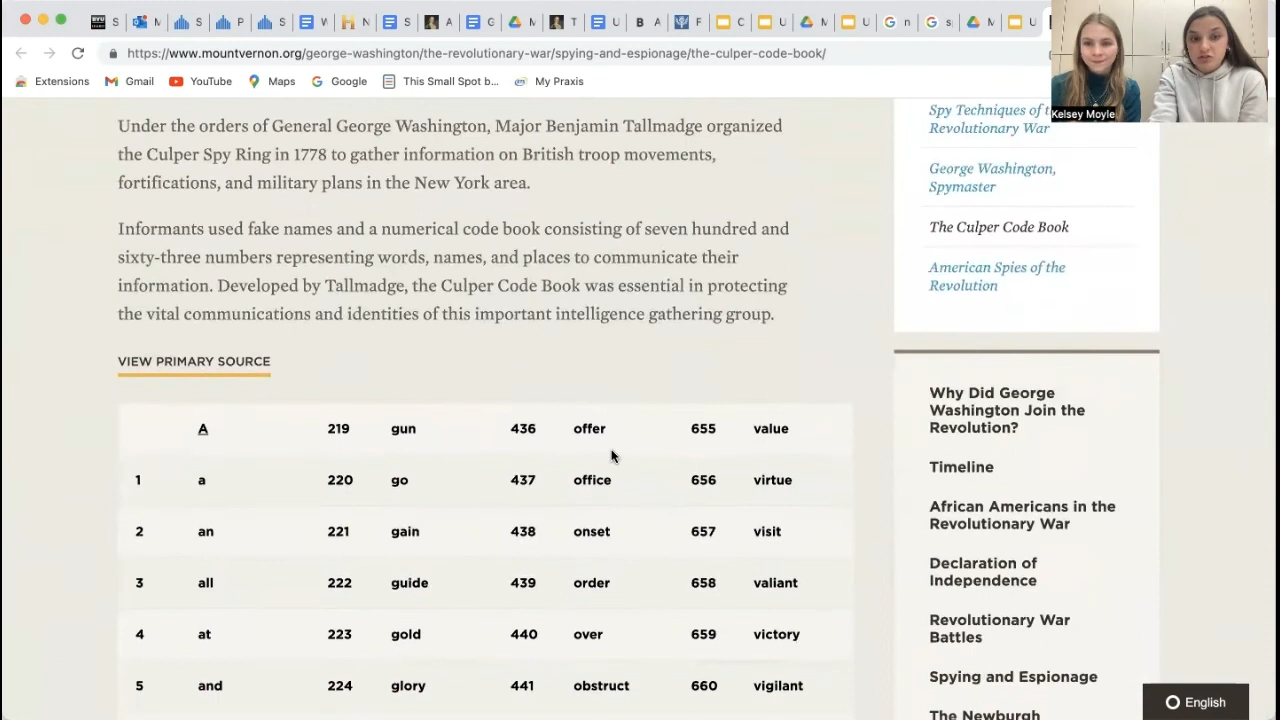 S
M
S
P
S
W
N
S
A
G
M
T
U
B A
F
C
U
M
U
G n
G s
M
U
https://www.mountvernon.org/george-washington/the-revolutionary-war/spying-and-espionage/the-culper-code-book/
Extensions Gmail YouTube Maps Google This Small Spot b... My Praxis
Kelsey Moyle
Under the orders of General George Washington, Major Benjamin Tallmadge organized
the Culper Spy Ring in 1778 to gather information on British troop movements,
fortifications, and military plans in the New York area.
Informants used fake names and a numerical code book consisting of seven hundred and
sixty-three numbers representing words, names, and places to communicate their
information. Developed by Tallmadge, the Culper Code Book was essential in protecting
the vital communications and identities of this important intelligence gathering group.
VIEW PRIMARY SOURCE
A 219 gun 436 offer 655 value
1 a 220 go 437 office 656 virtue
2 an 221 gain 438 onset 657 visit
3 all 222 guide 439 order 658 valiant
4 at 223 gold 440 over 659 victory
5 and 224 glory 441 obstruct 660 vigilant
Spy Techniques of
Revolutionary War
George Washington,
Spymaster
The Culper Code Book
American Spies of the
Revolution
Why Did George
Washington Join the
Revolution?
Timeline
African Americans in the
Revolutionary War
Declaration of
Independence
Revolutionary War
Battles
Spying and Espionage
The Newburgh
English